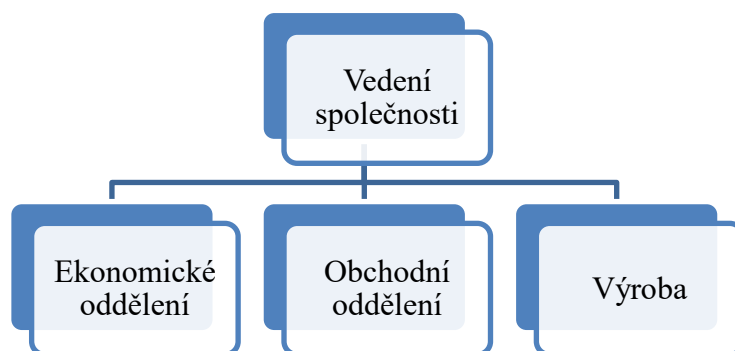 Vedení
společnosti
Ekonomické
oddělení
Obchodní
oddělení
Výroba